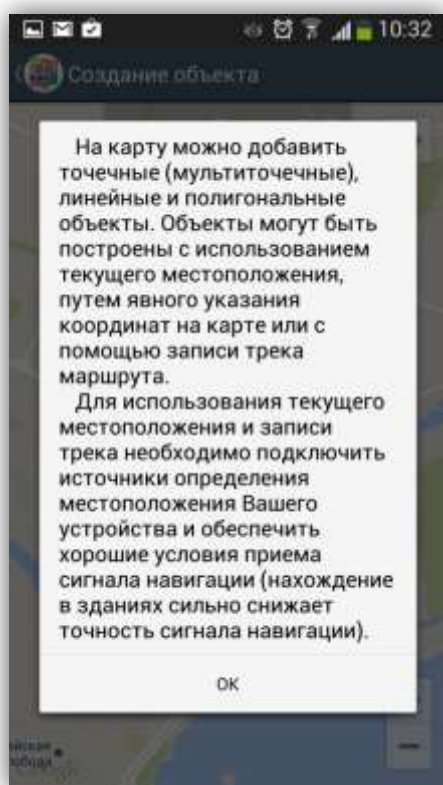 10:32
Создание объекта
На карту можно добавить
точечные (мультиточечные),
линейные и полигональные
объекты. Объекты могут быть
построены с использованием
текущего местоположения,
путем явного указания
координат на карте или с
помощью записи трека
маршрута.
Для использования текущего
местоположения и записи
трека необходимо подключить
источники определения
местоположения Вашего
устройства и обеспечить
хорошие условия приема
сигнала навигации (нахождение
в зданиях сильно снижает
точность сигнала навигации).
OK